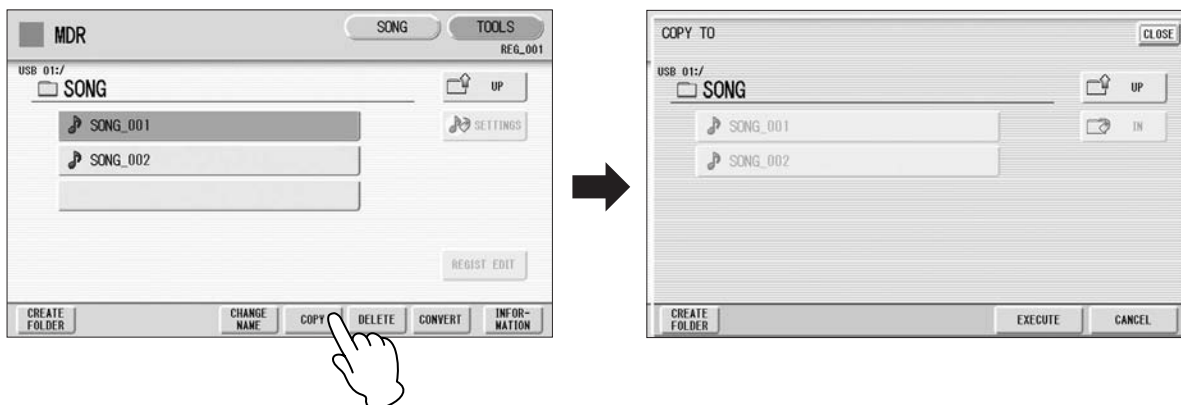 MDR
SONG
TOOLS
REG_001
USB 01:/
SONG
UP
SONG_001
SETTINGS
SONG_002
REGIST EDIT
CREATE
FOLDER
CHANGE
NAME
COPY
DELETE
CONVERT
INFOR-
MATION
COPY TO
CLOSE
USB 01:/
SONG
UP
SONG_001
IN
SONG_002
CREATE
FOLDER
EXECUTE
CANCEL